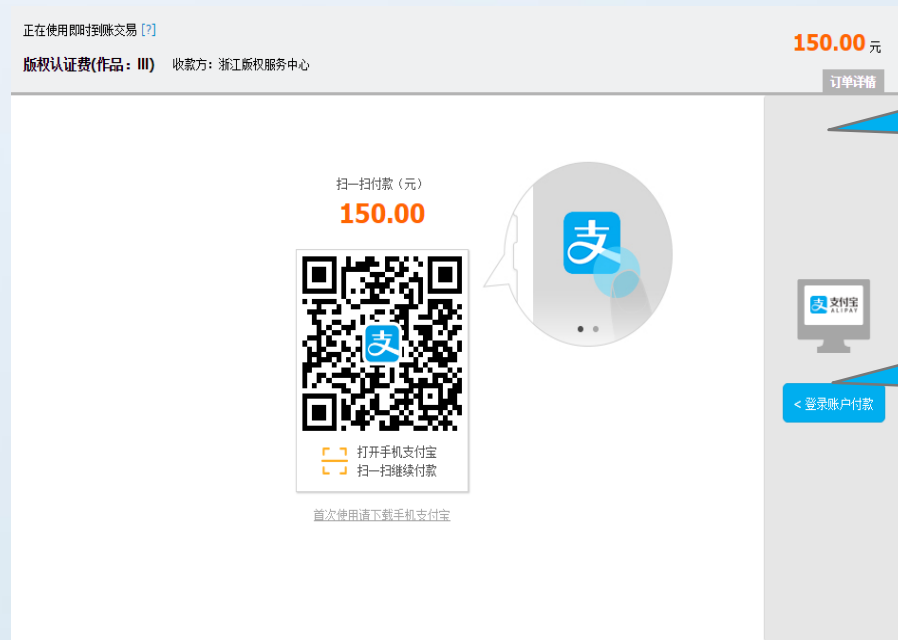 正在使用即时到账交易 [?]
150.00 元
版权认证费(作品：III) 收款方：浙江版权服务中心
订单详情
扫一扫付款（元）
150.00
支
支
支付宝
ALIPAY
< 登录账户付款
支
打开手机支付宝
扫一扫继续付款
首次使用请下载手机支付宝